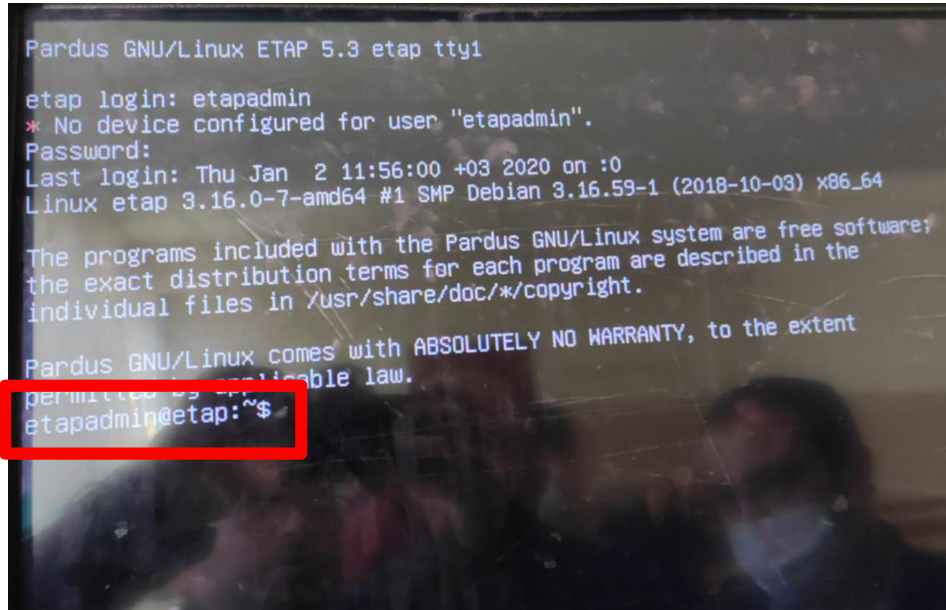 Pardus GNU/Linux ETAP 5.3 etap tty1
etap login: etapadmin
* No device configured for user "etapadmin".
Password:
Last login: Thu Jan  2 11:56:00 +03 2020 on :0
Linux etap 3.16.0-7-amd64 #1 SMP Debian 3.16.59-1 (2018-10-03) x86_64
The programs included with the Pardus GNU/Linux system are free software;
the exact distribution terms for each program are described in the
individual files in /usr/share/doc/*/copyright.
Pardus GNU/Linux comes with ABSOLUTELY NO WARRANTY, to the extent
permitted by applicable law.
etapadmin@etap:~$